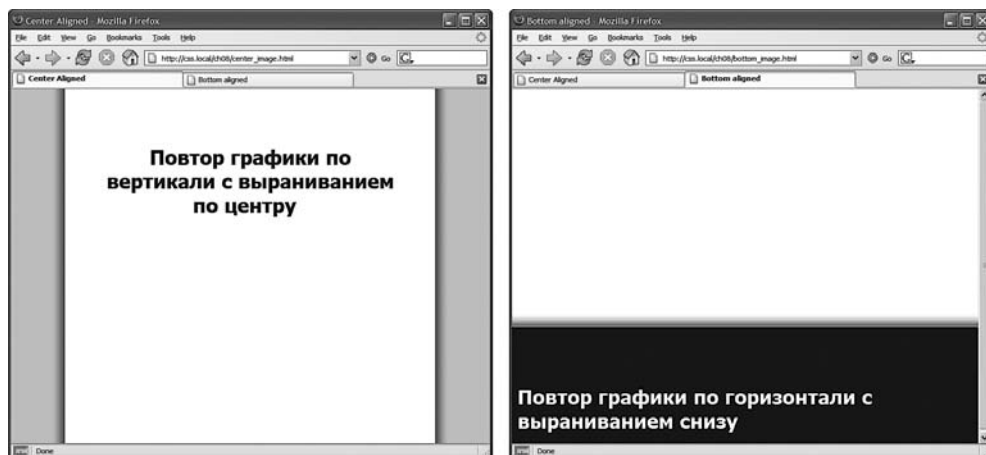 Center Aligned - Mozilla Firefox
File Edit View Go Bookmarks Tools Help
http://css.local/ch08/center_image.html Go
Center Aligned Bottom aligned
Повтор графики по
вертикали с выраниванием
по центру
Done
Bottom aligned - Mozilla Firefox
File Edit View Go Bookmarks Tools Help
http://css.local/ch08/bottom_image.html Go
Center Aligned Bottom aligned
Повтор графики по горизонтали с
выраниванием снизу
Done